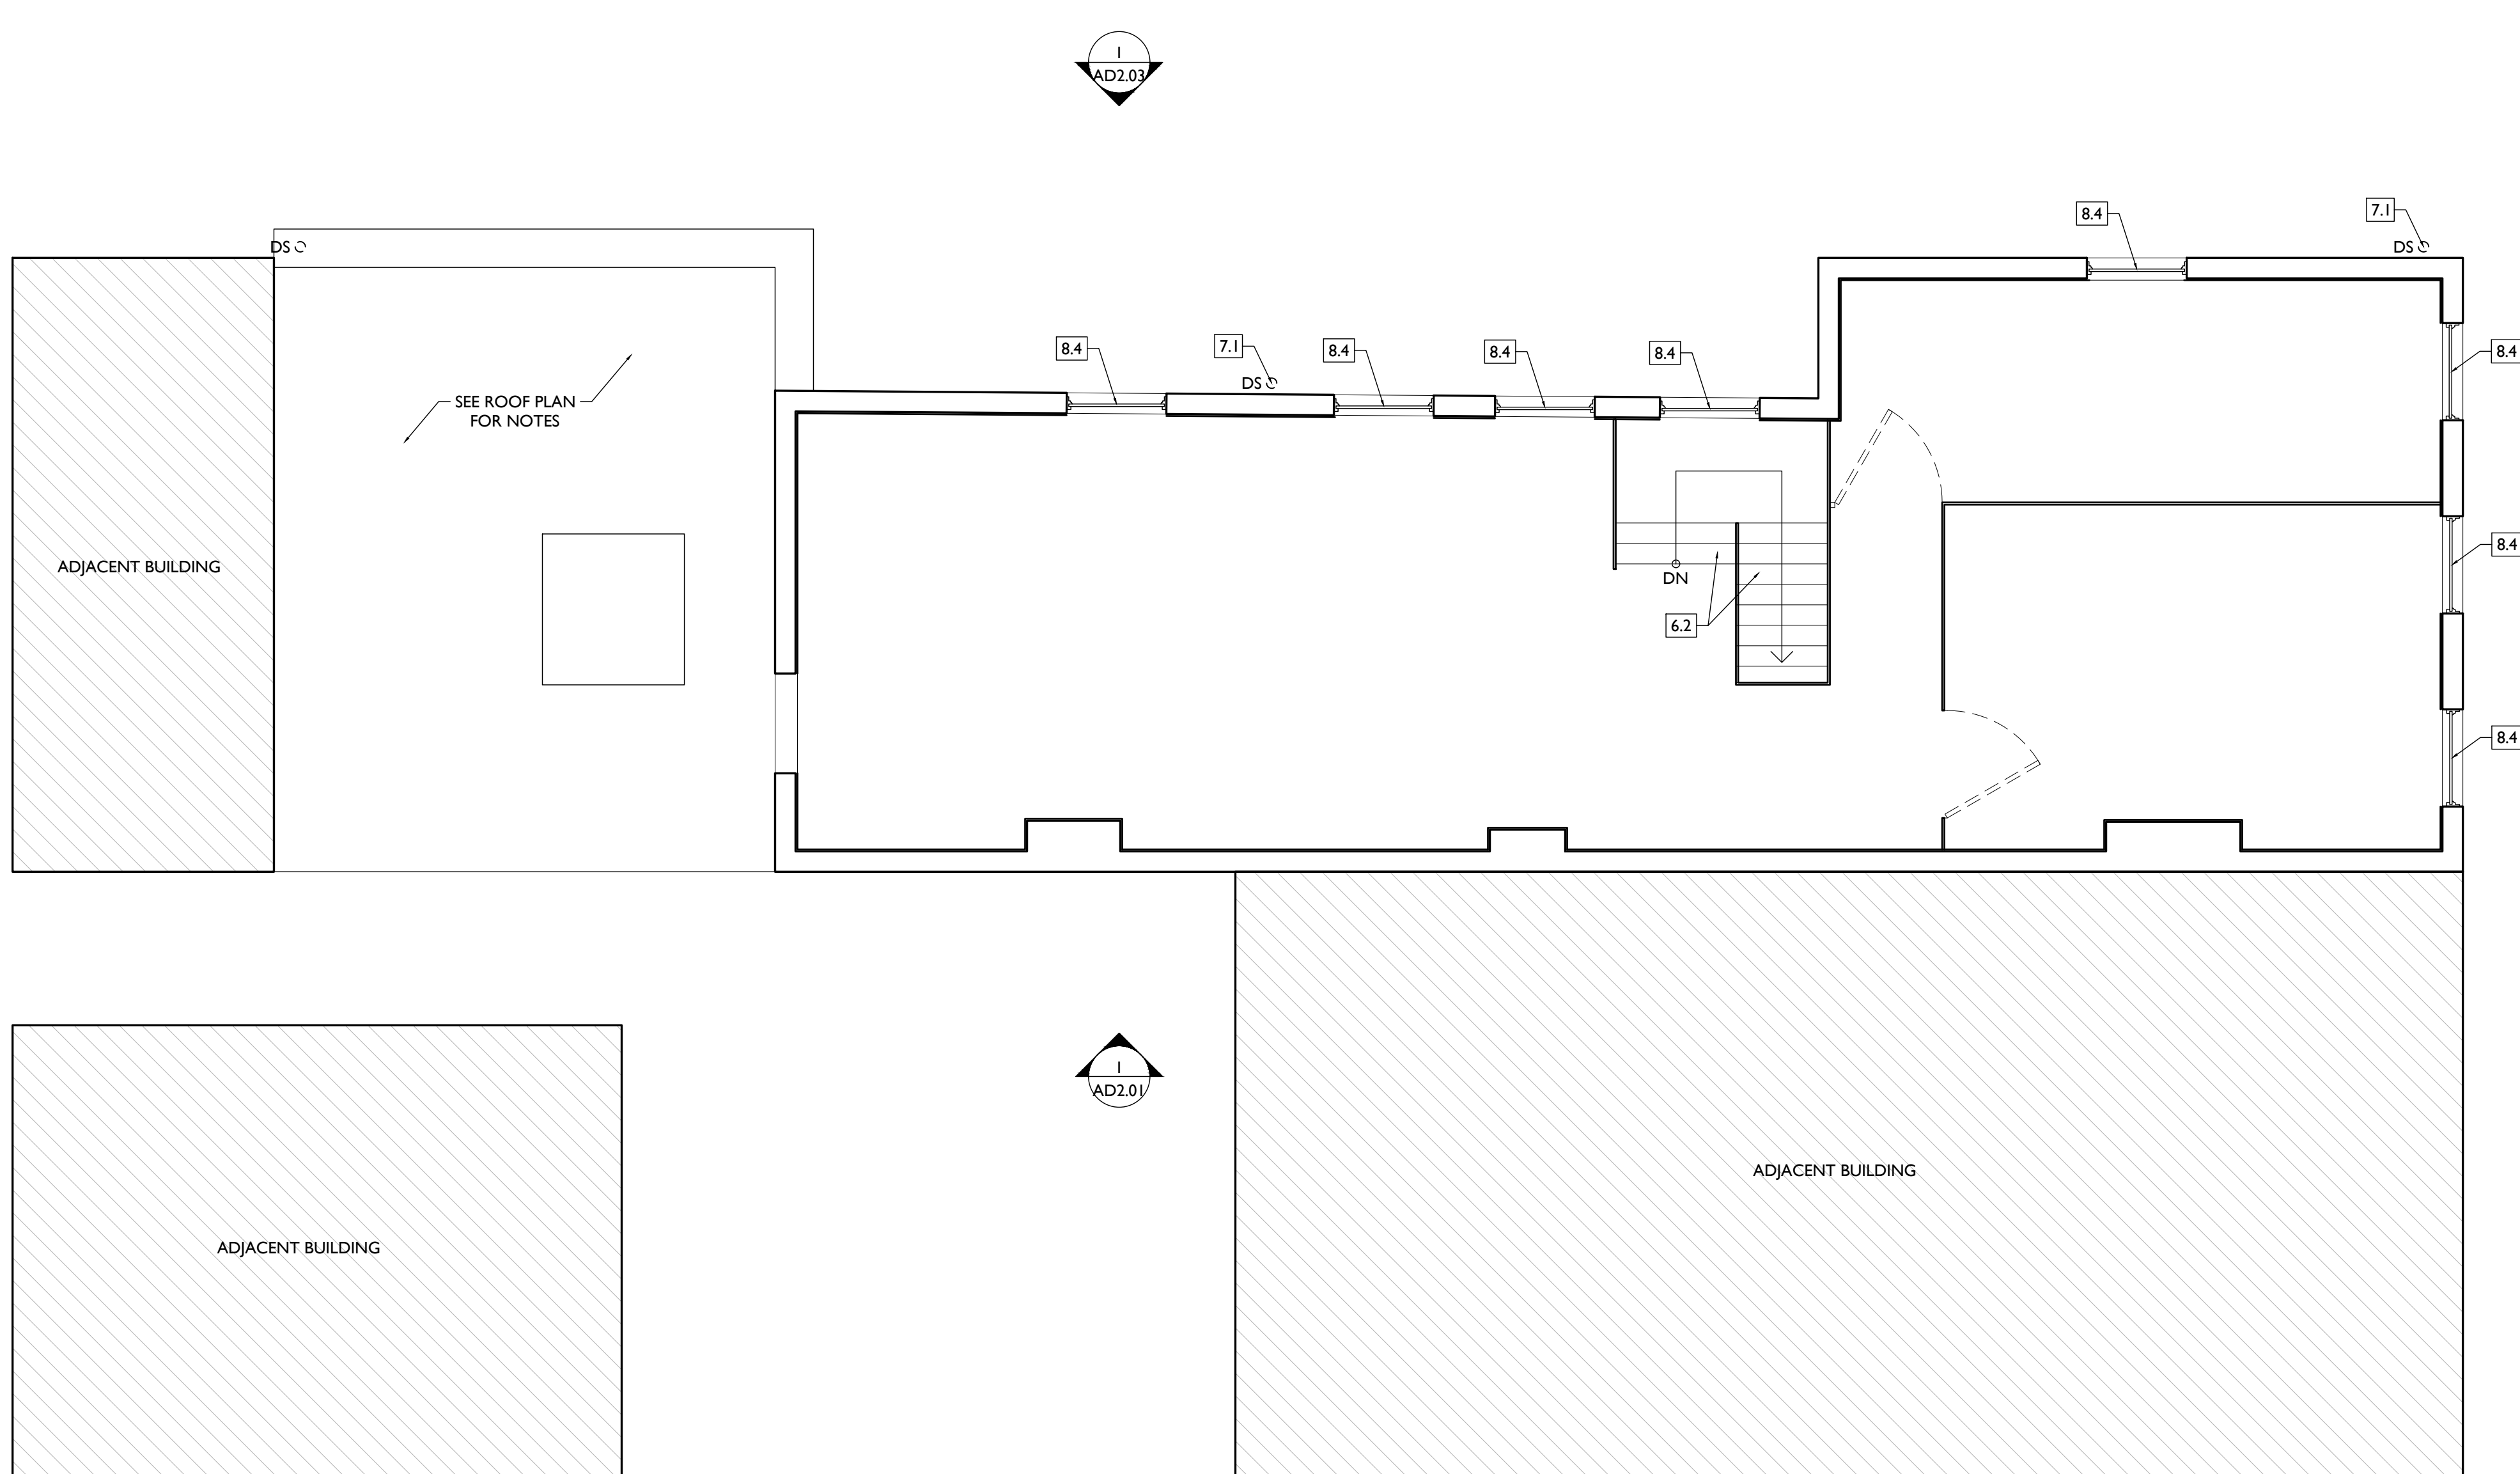 1
AD2.03
8.4
7.1
DS
DS
8.4
7.1
8.4
8.4
8.4
8.4
DS
SEE ROOF PLAN
FOR NOTES
ADJACENT BUILDING
DN
6.2
8.4
8.4
1
AD2.01
ADJACENT BUILDING
ADJACENT BUILDING